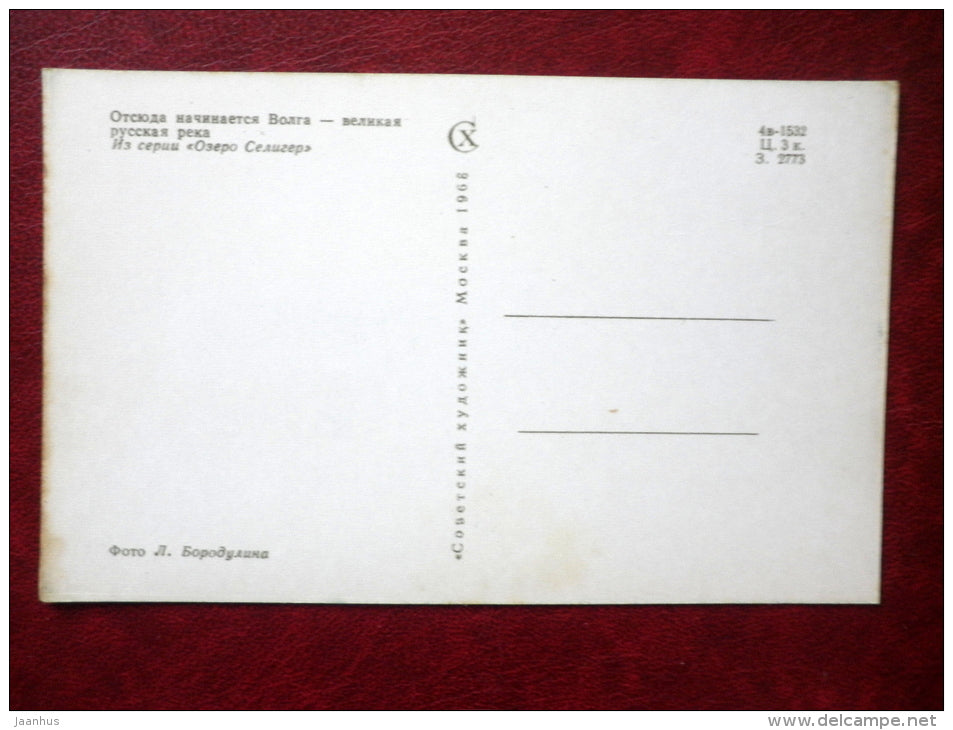 Отсюда начинается Волга — великая
русская река
Из серии «Озеро Селигер»
Фото Л. Бородулина
СХ
«Советский художник» Москва 1968
4в-1532
Ц. 3 к.
З. 2773
jaanhus
www.delcampe.net